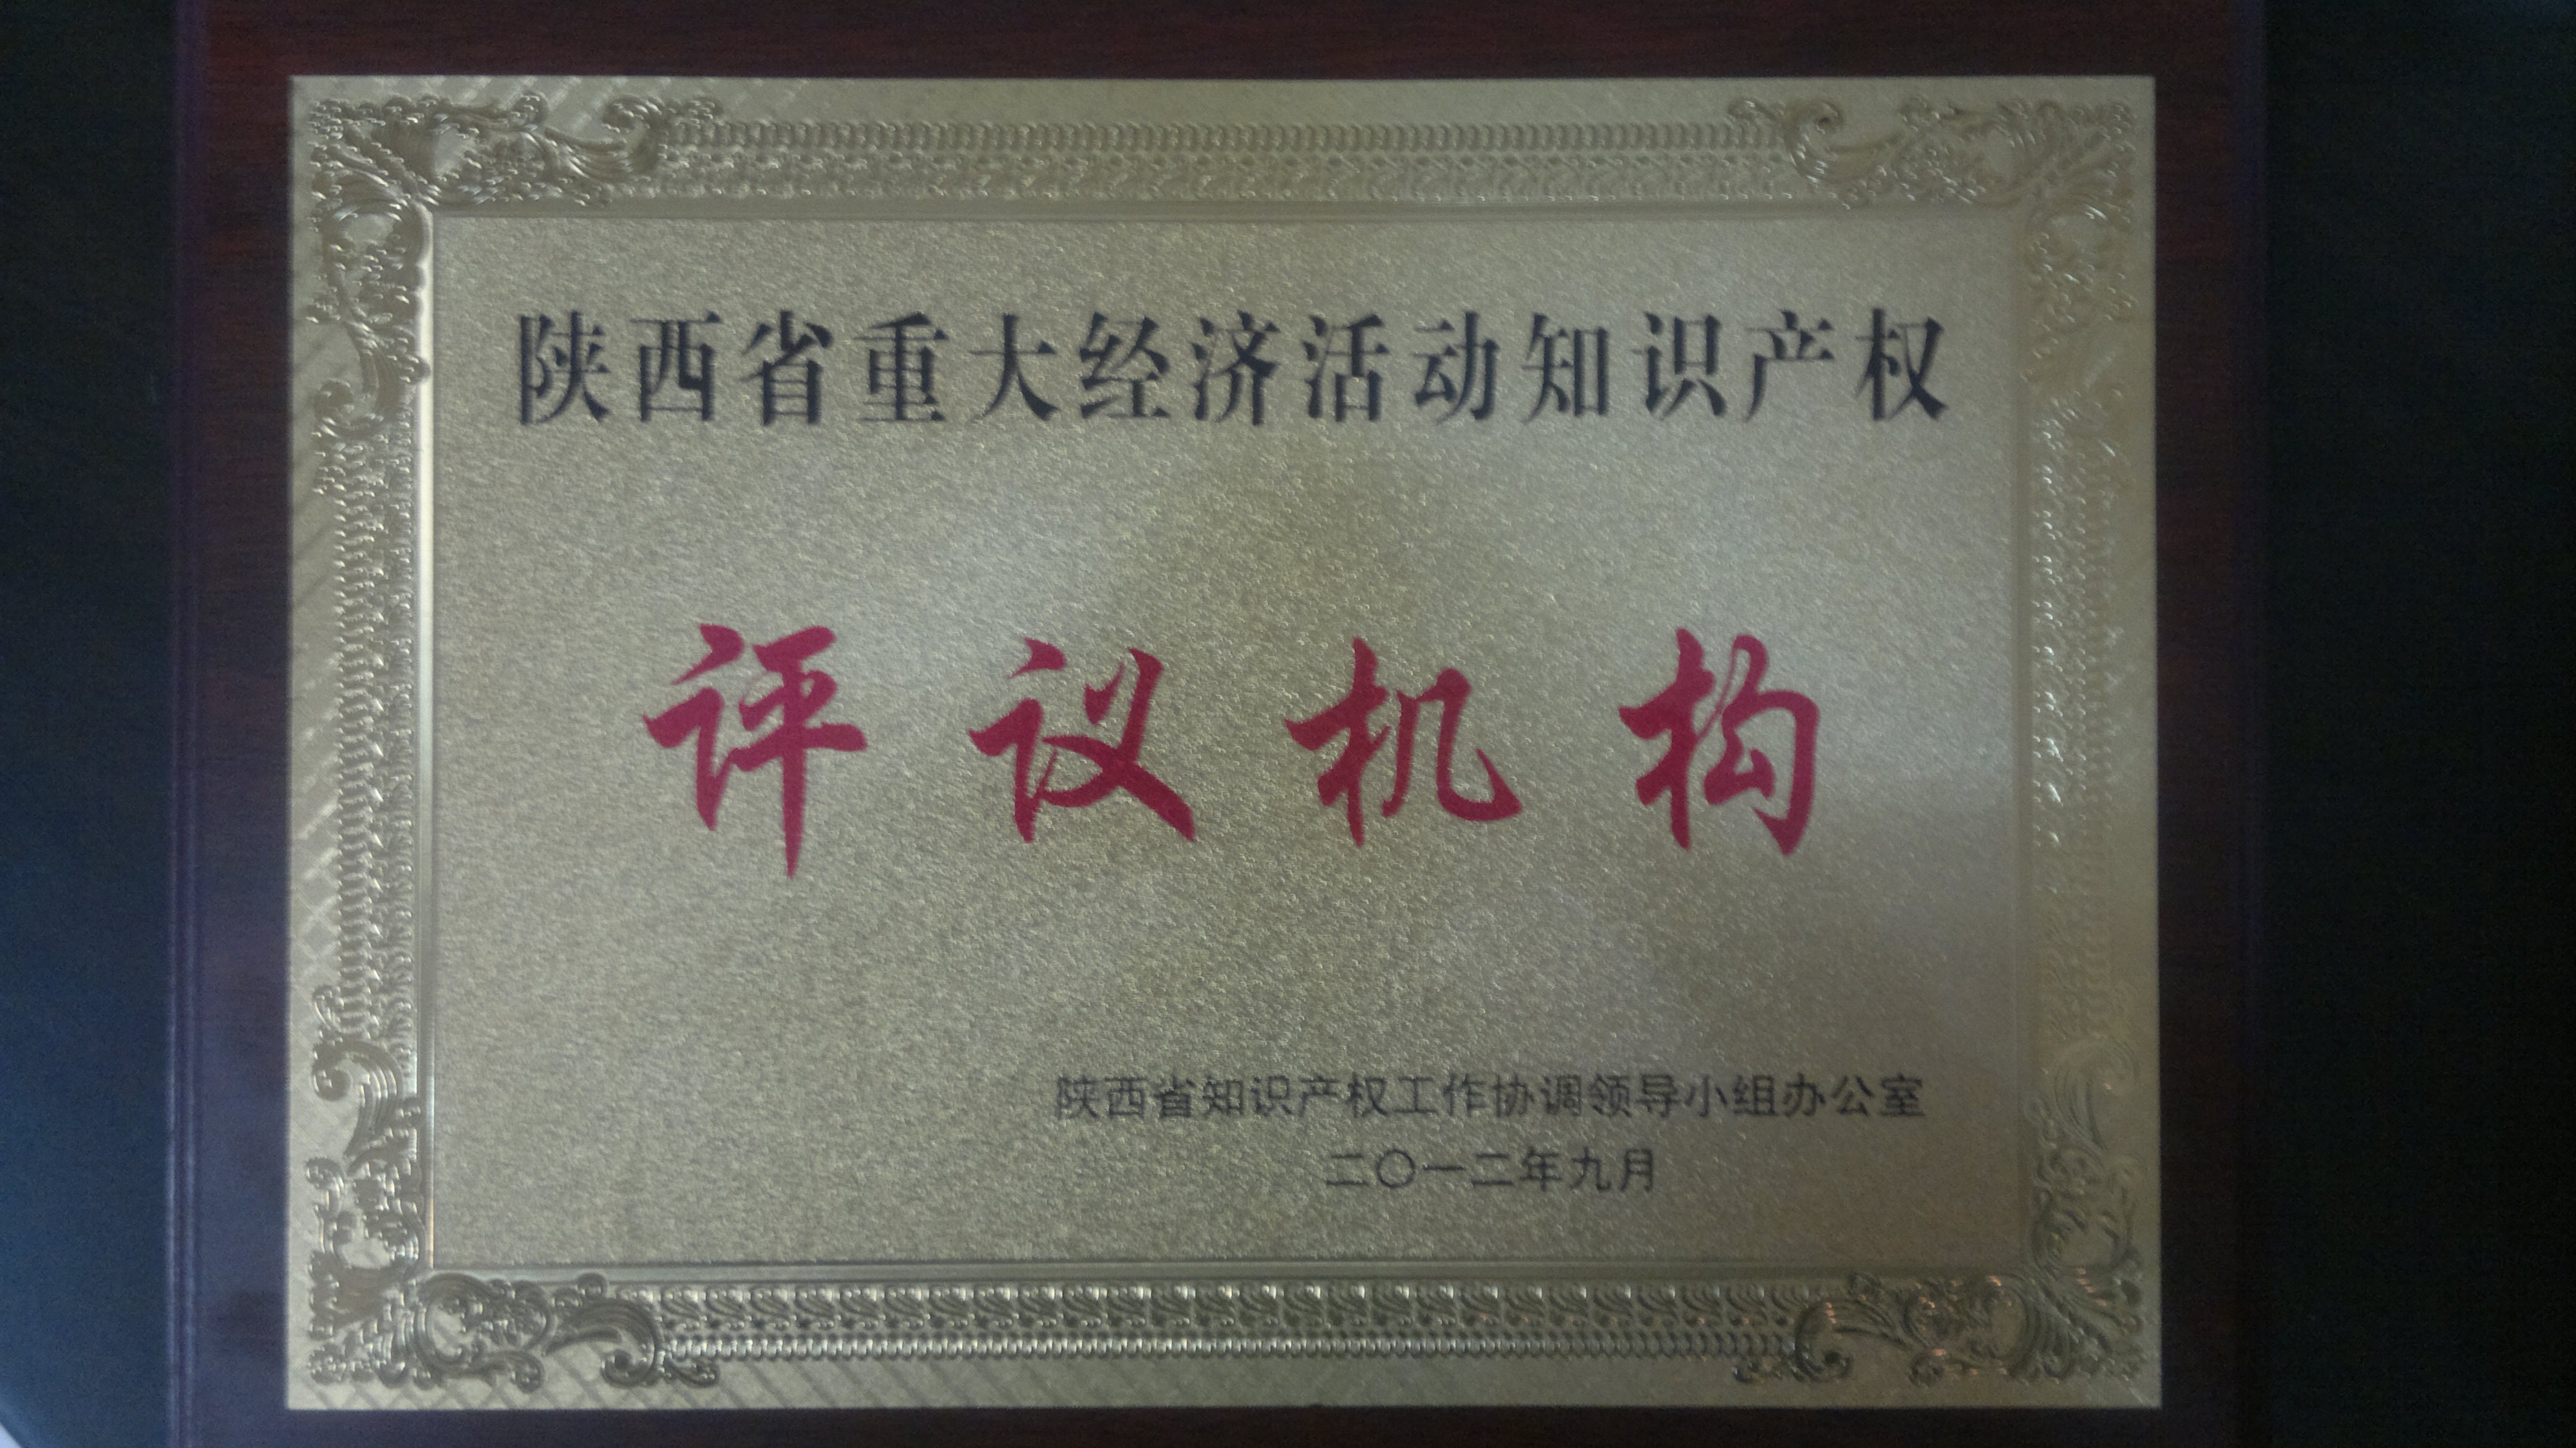 陕西省重大经济活动知识产权
评议机构
陕西省知识产权工作协调领导小组办公室
二〇一二年九月